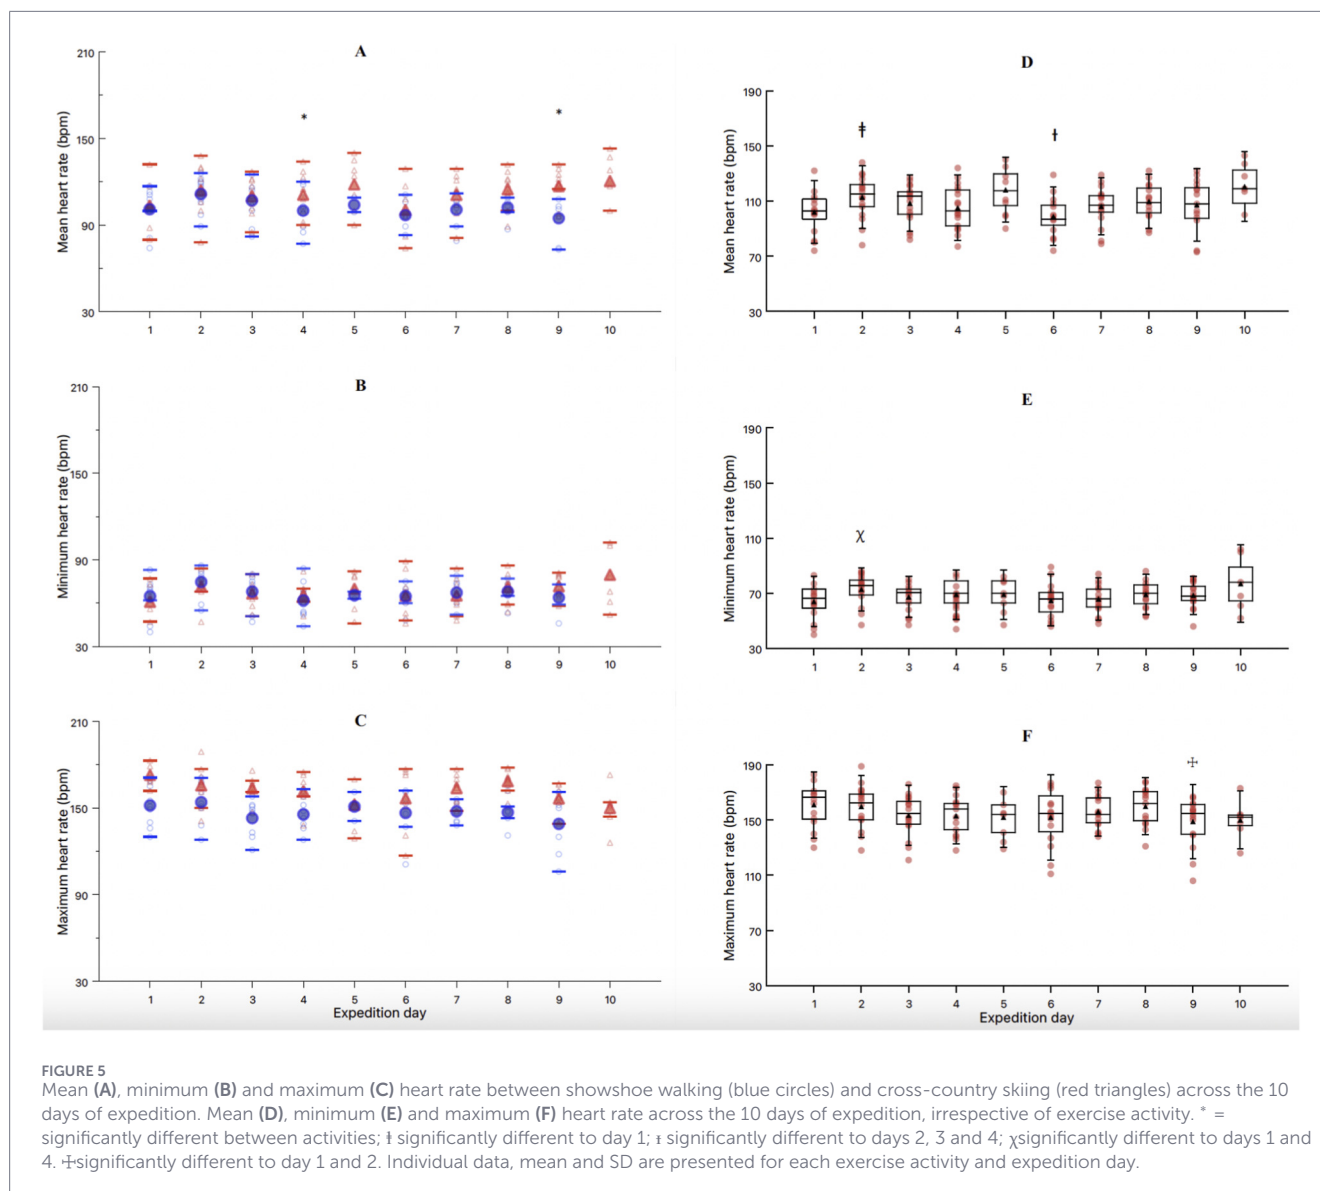 A
Mean heart rate (bpm)
210
150
90
30
*
*
1 2 3 4 5 6 7 8 9 10
D
Mean heart rate (bpm)
190
150
110
70
30
ǂ
ɫ
1 2 3 4 5 6 7 8 9 10
B
Minimum heart rate (bpm)
210
150
90
30
1 2 3 4 5 6 7 8 9 10
E
Minimum heart rate (bpm)
190
150
110
70
30
χ
1 2 3 4 5 6 7 8 9 10
C
Maximum heart rate (bpm)
210
150
90
30
1 2 3 4 5 6 7 8 9 10
Expedition day
F
Maximum heart rate (bpm)
190
150
110
70
30
☩
1 2 3 4 5 6 7 8 9 10
Expedition day
FIGURE 5
Mean (A), minimum (B) and maximum (C) heart rate between showshoe walking (blue circles) and cross-country skiing (red triangles) across the 10
days of expedition. Mean (D), minimum (E) and maximum (F) heart rate across the 10 days of expedition, irrespective of exercise activity. * =
significantly different between activities; ǂ significantly different to day 1; ɫ significantly different to days 2, 3 and 4; χsignificantly different to days 1 and
4. ☩significantly different to day 1 and 2. Individual data, mean and SD are presented for each exercise activity and expedition day.